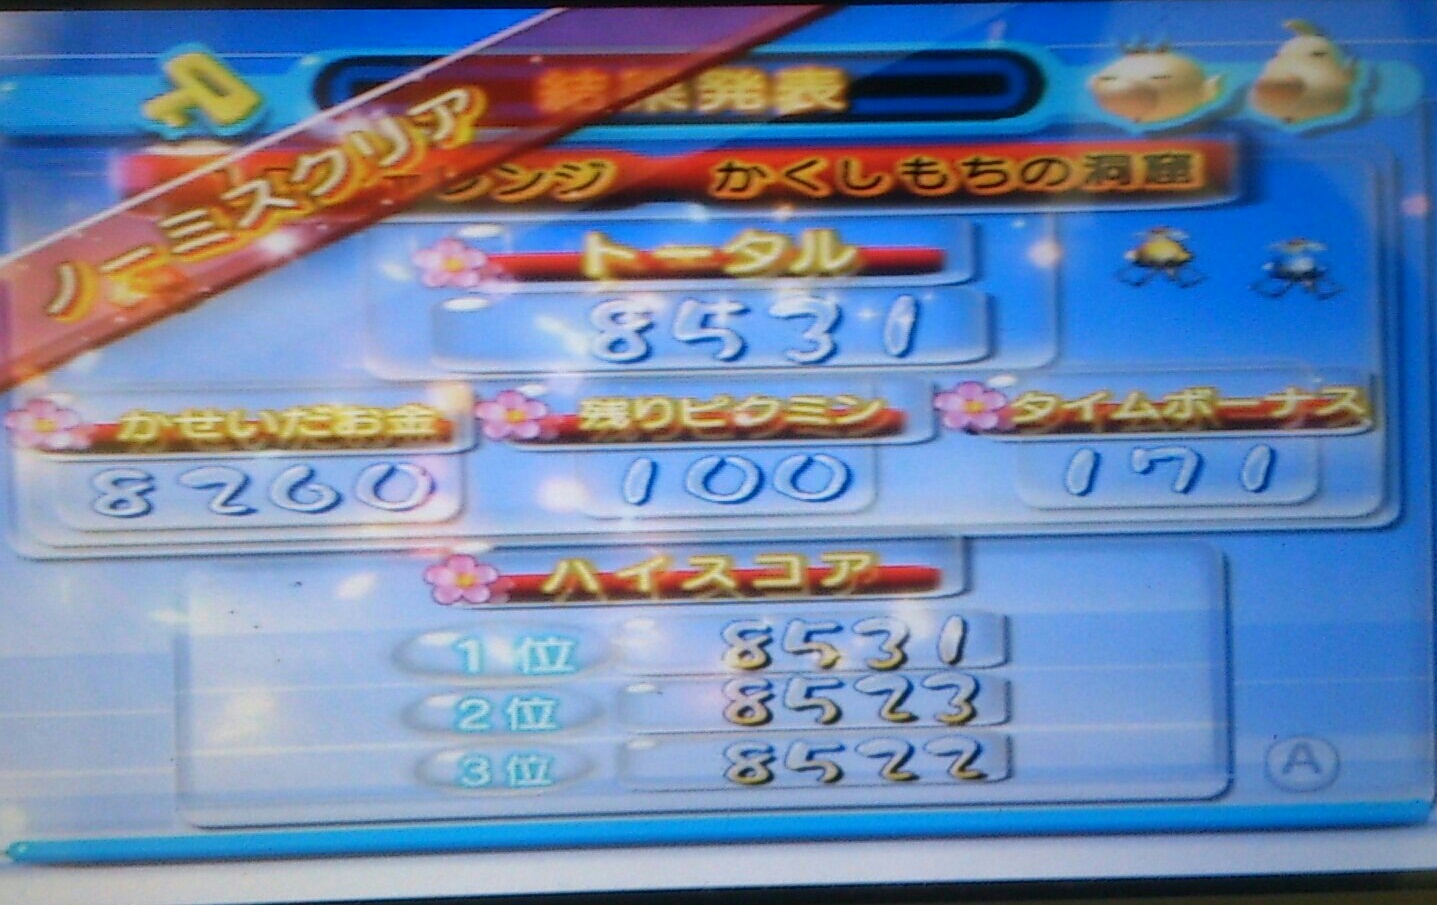 結果発表
ノーミスクリア
レンジ かくしもちの洞窟
トータル
8531
かせいだお金 残りピクミン タイムボーナス
8260 100 171
ハイスコア
1位 8531
2位 8523
3位 8522
A